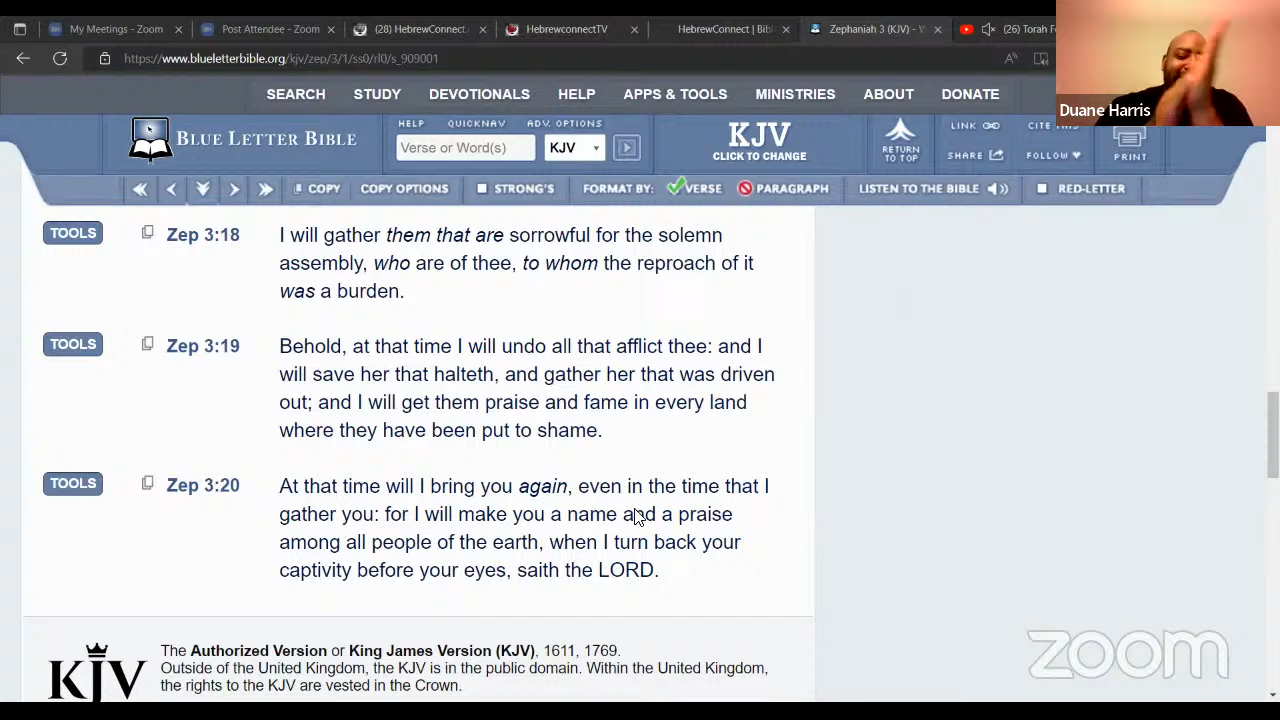 My Meetings - Zoom
Post Attendee - Zoom
(28) HebrewConnect.
HebrewconnectTV
HebrewConnect | Bib
Zephaniah 3 (KJV) - W
(26) Torah F
https://www.blueletterbible.org/kjv/zep/3/1/ss0/rl0/s_909001
Duane Harris
SEARCH STUDY DEVOTIONALS HELP APPS & TOOLS MINISTRIES ABOUT DONATE
BLUE LETTER BIBLE
HELP QUICKNAV ADV. OPTIONS
Verse or Word(s) KJV
KJV
CLICK TO CHANGE
RETURN
TO TOP
LINK CITE THIS
SHARE FOLLOW
PRINT
COPY COPY OPTIONS STRONG'S FORMAT BY: VERSE PARAGRAPH LISTEN TO THE BIBLE RED-LETTER
TOOLS Zep 3:18 I will gather them that are sorrowful for the solemn
assembly, who are of thee, to whom the reproach of it
was a burden.
TOOLS Zep 3:19 Behold, at that time I will undo all that afflict thee: and I
will save her that halteth, and gather her that was driven
out; and I will get them praise and fame in every land
where they have been put to shame.
TOOLS Zep 3:20 At that time will I bring you again, even in the time that I
gather you: for I will make you a name and a praise
among all people of the earth, when I turn back your
captivity before your eyes, saith the LORD.
KJV
The Authorized Version or King James Version (KJV), 1611, 1769.
Outside of the United Kingdom, the KJV is in the public domain. Within the United Kingdom,
the rights to the KJV are vested in the Crown.
zoom